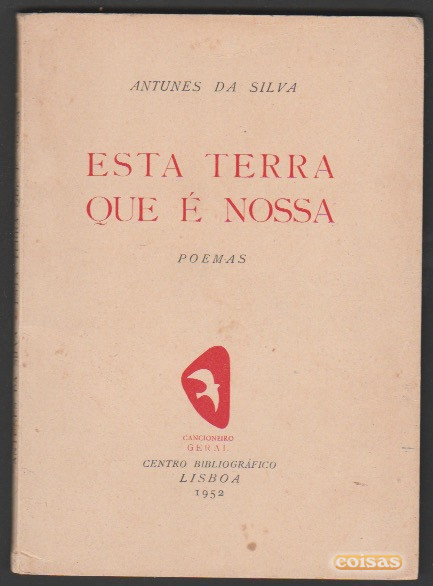 ANTUNES DA SILVA
ESTA TERRA
QUE É NOSSA
POEMAS
CANCIONEIRO
GERAL
CENTRO BIBLIOGRÁFICO
LISBOA
1952
coisas